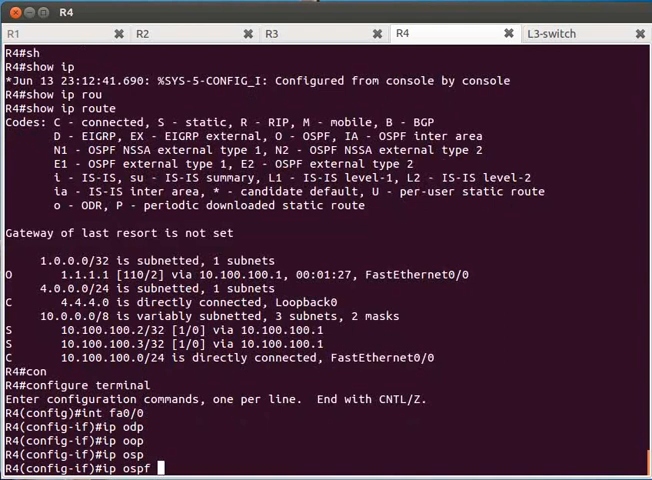 R4
R1
R2
R3
R4
L3-switch
R4#sh
R4#show ip
*Jun 13 23:12:41.690: %SYS-5-CONFIG_I: Configured from console by console
R4#show ip rou
R4#show ip route
Codes: C - connected, S - static, R - RIP, M - mobile, B - BGP
       D - EIGRP, EX - EIGRP external, O - OSPF, IA - OSPF inter area
       N1 - OSPF NSSA external type 1, N2 - OSPF NSSA external type 2
       E1 - OSPF external type 1, E2 - OSPF external type 2
       i - IS-IS, su - IS-IS summary, L1 - IS-IS level-1, L2 - IS-IS level-2
       ia - IS-IS inter area, * - candidate default, U - per-user static route
       o - ODR, P - periodic downloaded static route
Gateway of last resort is not set
     1.0.0.0/32 is subnetted, 1 subnets
O       1.1.1.1 [110/2] via 10.100.100.1, 00:01:27, FastEthernet0/0
     4.0.0.0/24 is subnetted, 1 subnets
C       4.4.4.0 is directly connected, Loopback0
     10.0.0.0/8 is variably subnetted, 3 subnets, 2 masks
S       10.100.100.2/32 [1/0] via 10.100.100.1
S       10.100.100.3/32 [1/0] via 10.100.100.1
C       10.100.100.0/24 is directly connected, FastEthernet0/0
R4#con
R4#configure terminal
Enter configuration commands, one per line.  End with CNTL/Z.
R4(config)#int fa0/0
R4(config-if)#ip odp
R4(config-if)#ip oop
R4(config-if)#ip osp
R4(config-if)#ip ospf